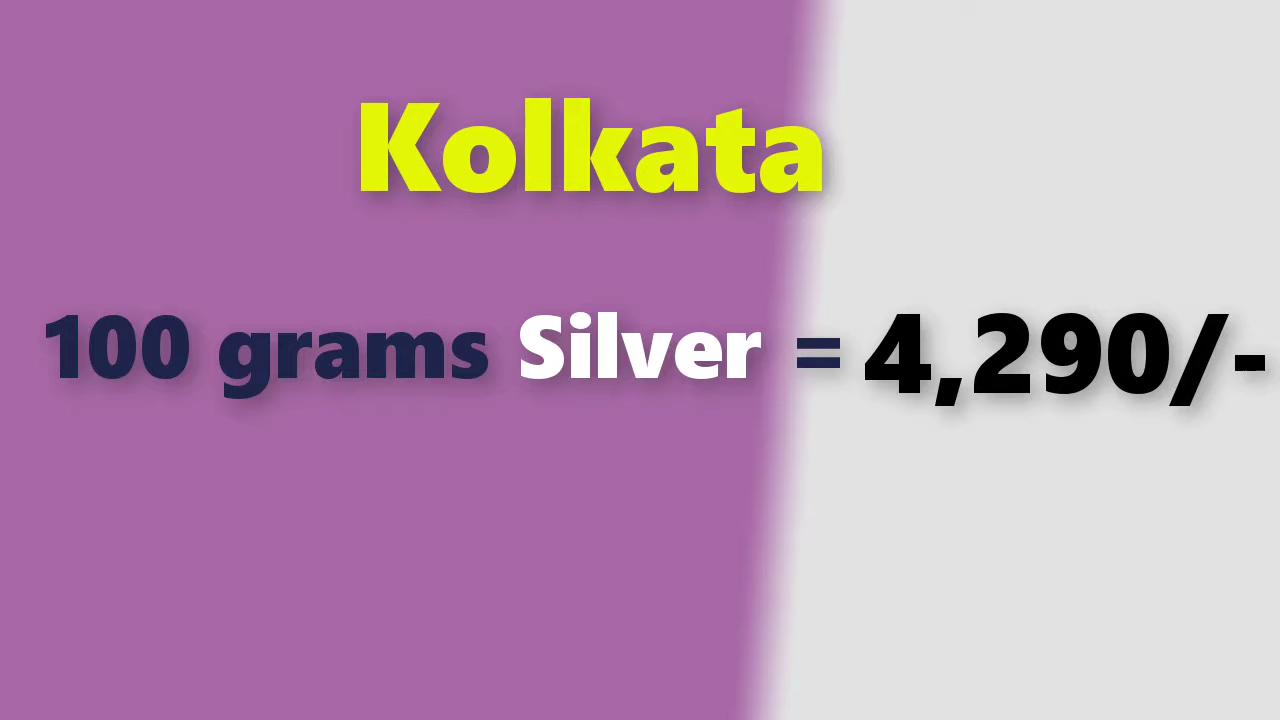 Kolkata
100 grams Silver = 4,290/-